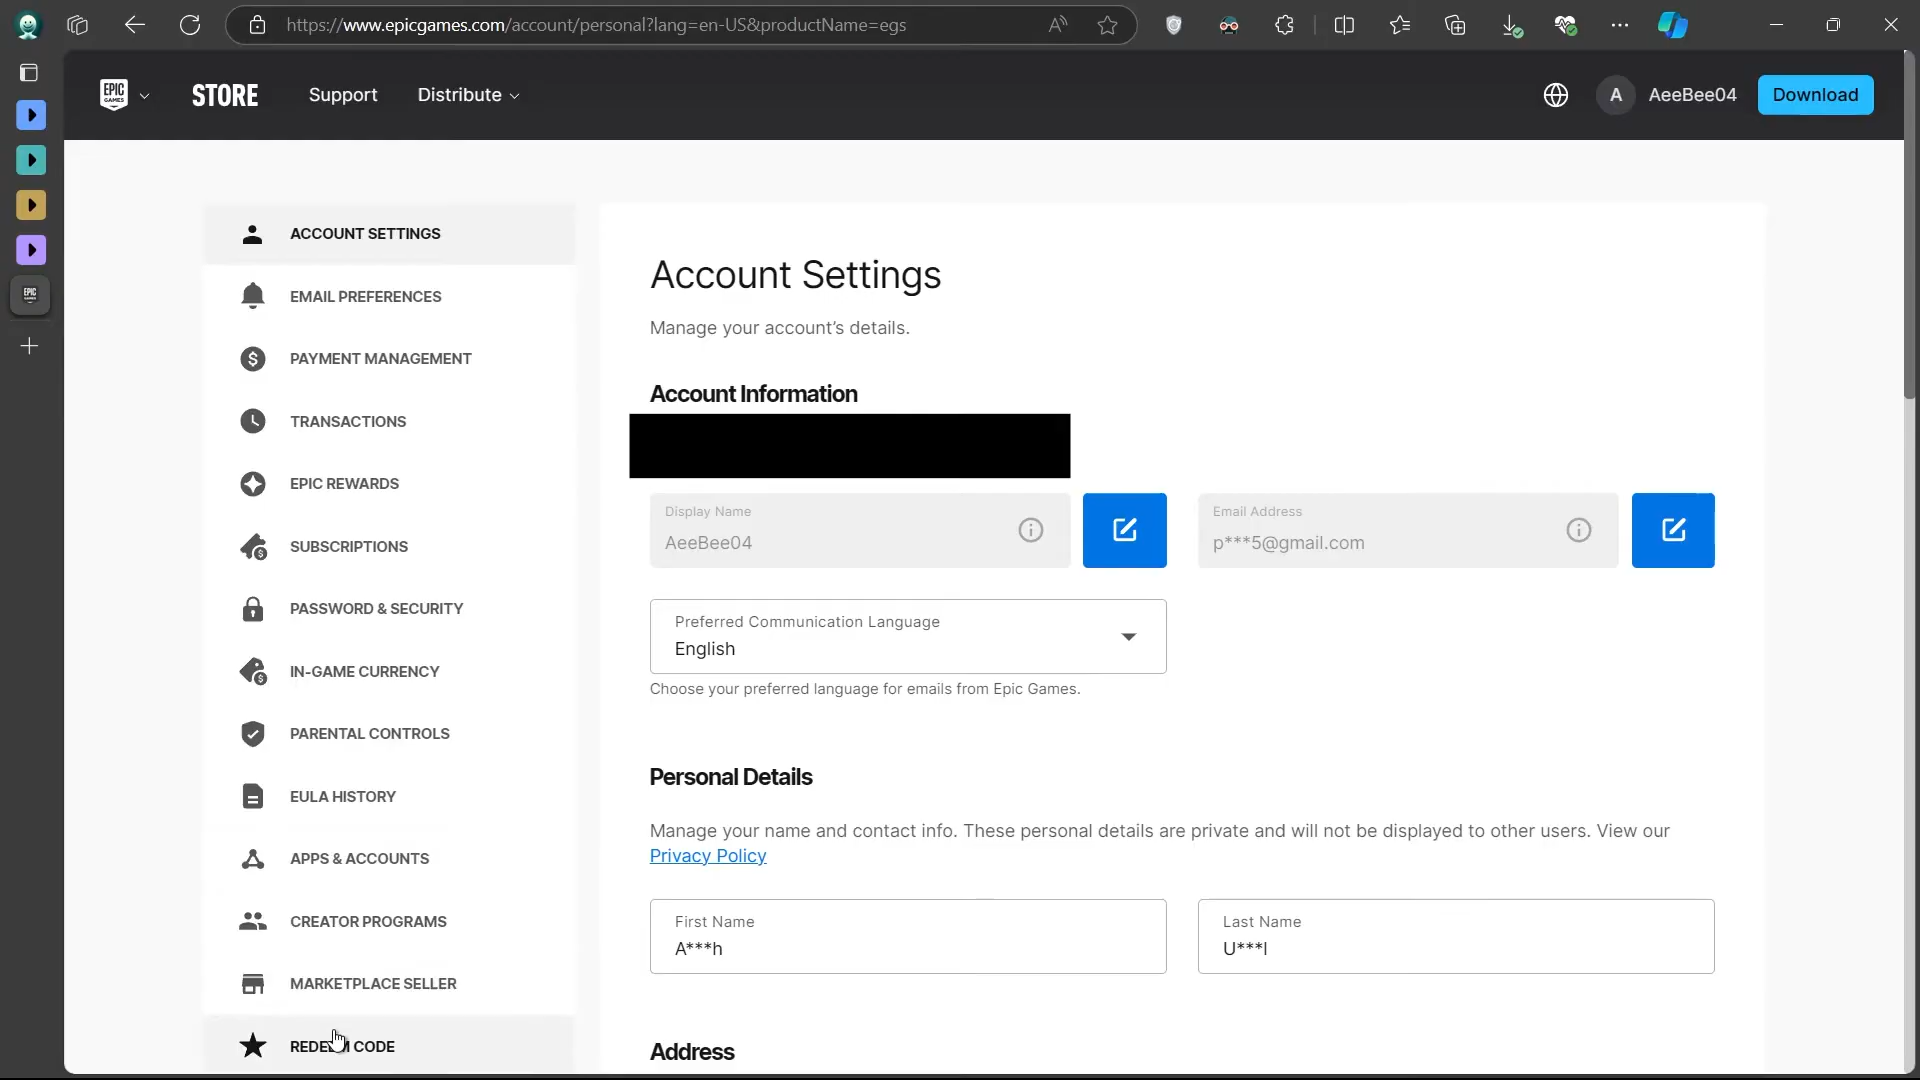 https://www.epicgames.com/account/personal?lang=en-US&productName=egs
EPIC GAMES
STORE
Support
Distribute
A
AeeBee04
Download
ACCOUNT SETTINGS
EMAIL PREFERENCES
PAYMENT MANAGEMENT
TRANSACTIONS
EPIC REWARDS
SUBSCRIPTIONS
PASSWORD & SECURITY
IN-GAME CURRENCY
PARENTAL CONTROLS
EULA HISTORY
APPS & ACCOUNTS
CREATOR PROGRAMS
MARKETPLACE SELLER
REDEEM CODE
Account Settings
Manage your account's details.
Account Information
Display Name
AeeBee04
Email Address
p***5@gmail.com
Preferred Communication Language
English
Choose your preferred language for emails from Epic Games.
Personal Details
Manage your name and contact info. These personal details are private and will not be displayed to other users. View our
Privacy Policy
First Name
A***h
Last Name
U***l
Address